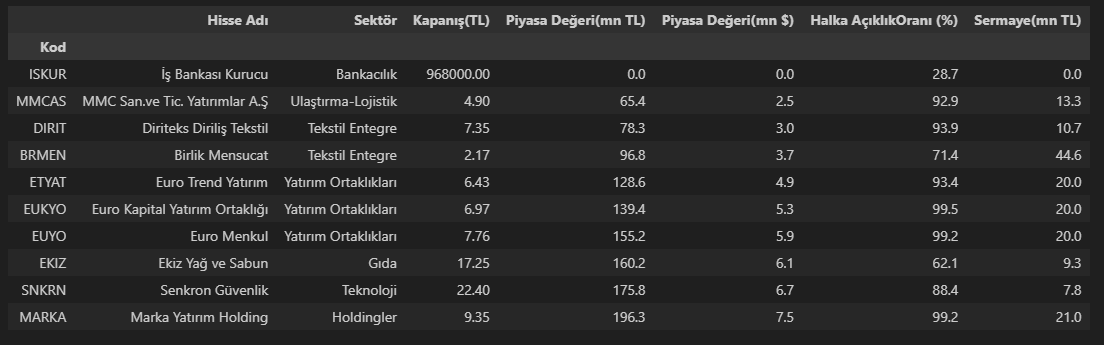 Hisse Adı Sektör Kapanış(TL) Piyasa Değeri(mn TL) Piyasa Değeri(mn $) Halka AçıklıkOranı (%) Sermaye(mn TL)
Kod
ISKUR İş Bankası Kurucu Bankacılık 968000.00 0.0 0.0 28.7 0.0
MMCAS MMC San.ve Tic. Yatırımlar A.Ş Ulaştırma-Lojistik 4.90 65.4 2.5 92.9 13.3
DIRIT Diriteks Diriliş Tekstil Tekstil Entegre 7.35 78.3 3.0 93.9 10.7
BRMEN Birlik Mensucat Tekstil Entegre 2.17 96.8 3.7 71.4 44.6
ETYAT Euro Trend Yatırım Yatırım Ortaklıkları 6.43 128.6 4.9 93.4 20.0
EUKYO Euro Kapital Yatırım Ortaklığı Yatırım Ortaklıkları 6.97 139.4 5.3 99.5 20.0
EUYO Euro Menkul Yatırım Ortaklıkları 7.76 155.2 5.9 99.2 20.0
EKIZ Ekiz Yağ ve Sabun Gıda 17.25 160.2 6.1 62.1 9.3
SNKRN Senkron Güvenlik Teknoloji 22.40 175.8 6.7 88.4 7.8
MARKA Marka Yatırım Holding Holdingler 9.35 196.3 7.5 99.2 21.0